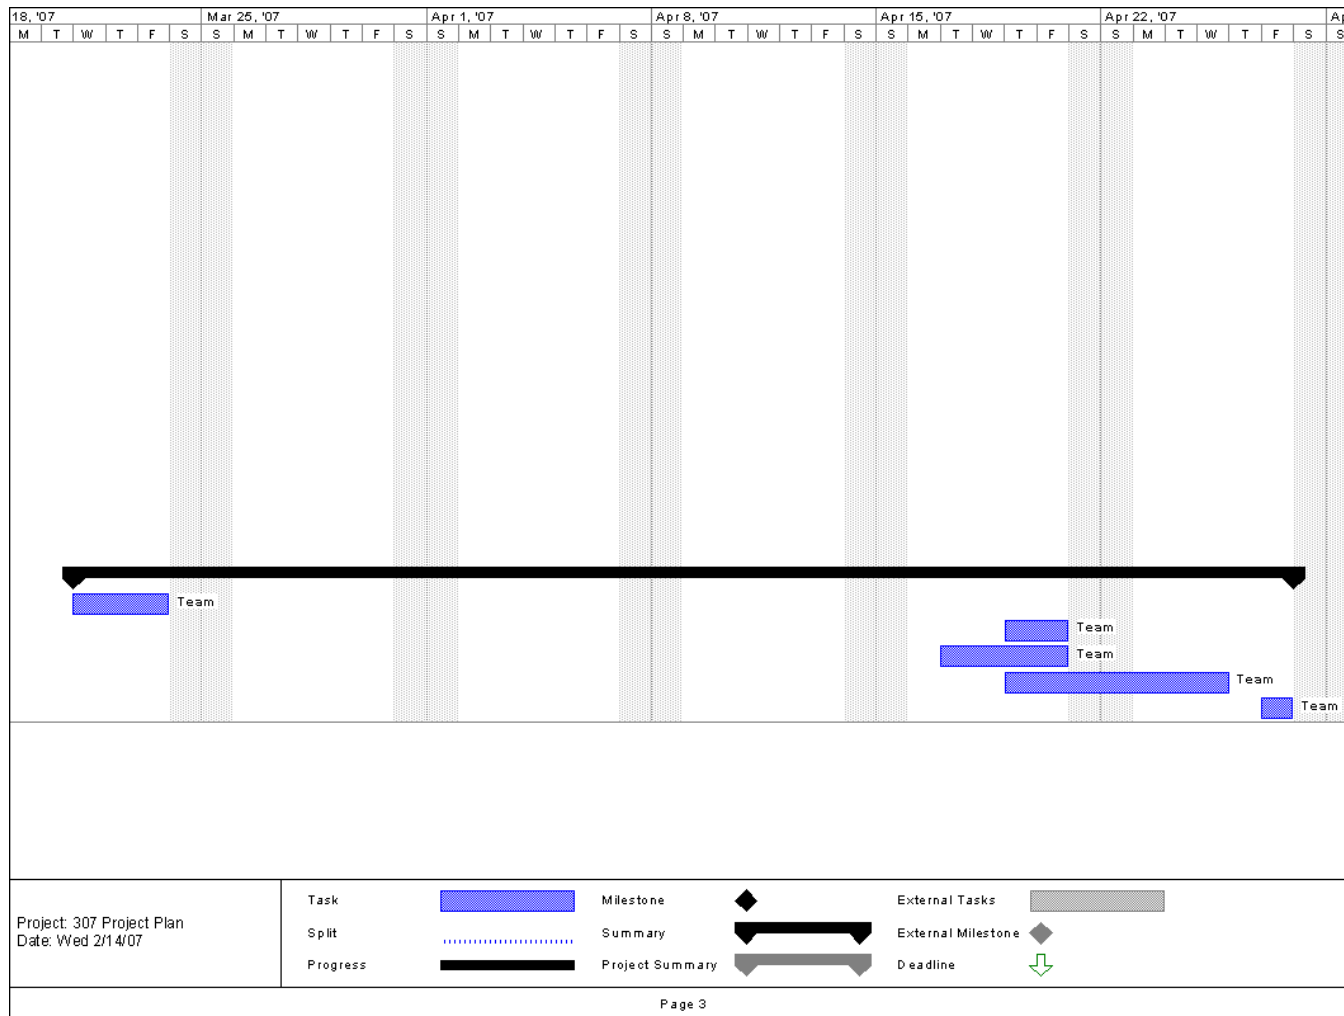 18, '07 Mar 25, '07 Apr 1, '07 Apr 8, '07 Apr 15, '07 Apr 22, '07 Ap
M T W T F S S M T W T F S S M T W T F S S M T W T F S S M T W T F S S M T W T F S S
Team
Team
Team
Team
Team
Task Milestone External Tasks
Project: 307 Project Plan
Date: Wed 2/14/07
Split Summary External Milestone
Progress Project Summary Deadline
Page 3